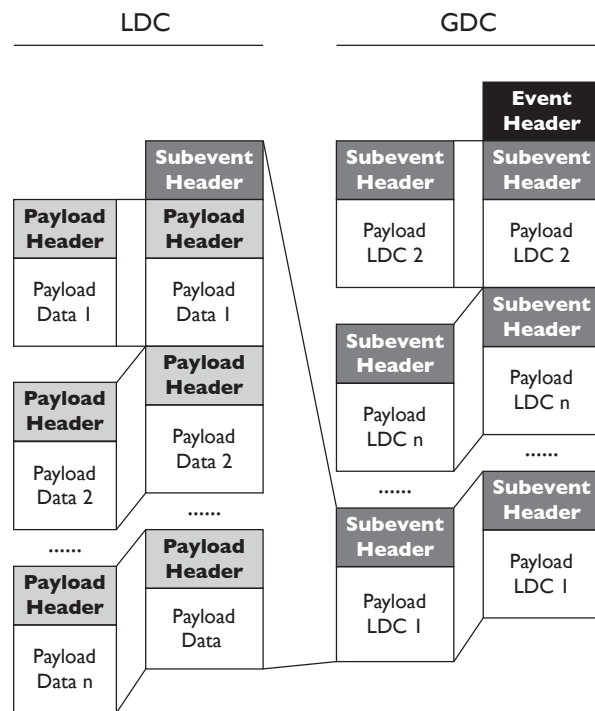 LDC
Payload
Header
Payload
Data 1
Payload
Header
Payload
Data 2
......
Payload
Header
Payload
Data n
Subevent
Header
Payload
Header
Payload
Data 1
Payload
Header
Payload
Data 2
......
Payload
Header
Payload
Data
GDC
Subevent
Header
Payload
LDC 2
Subevent
Header
Payload
LDC n
......
Subevent
Header
Payload
LDC 1
Event
Header
Subevent
Header
Payload
LDC 2
Subevent
Header
Payload
LDC n
......
Subevent
Header
Payload
LDC 1